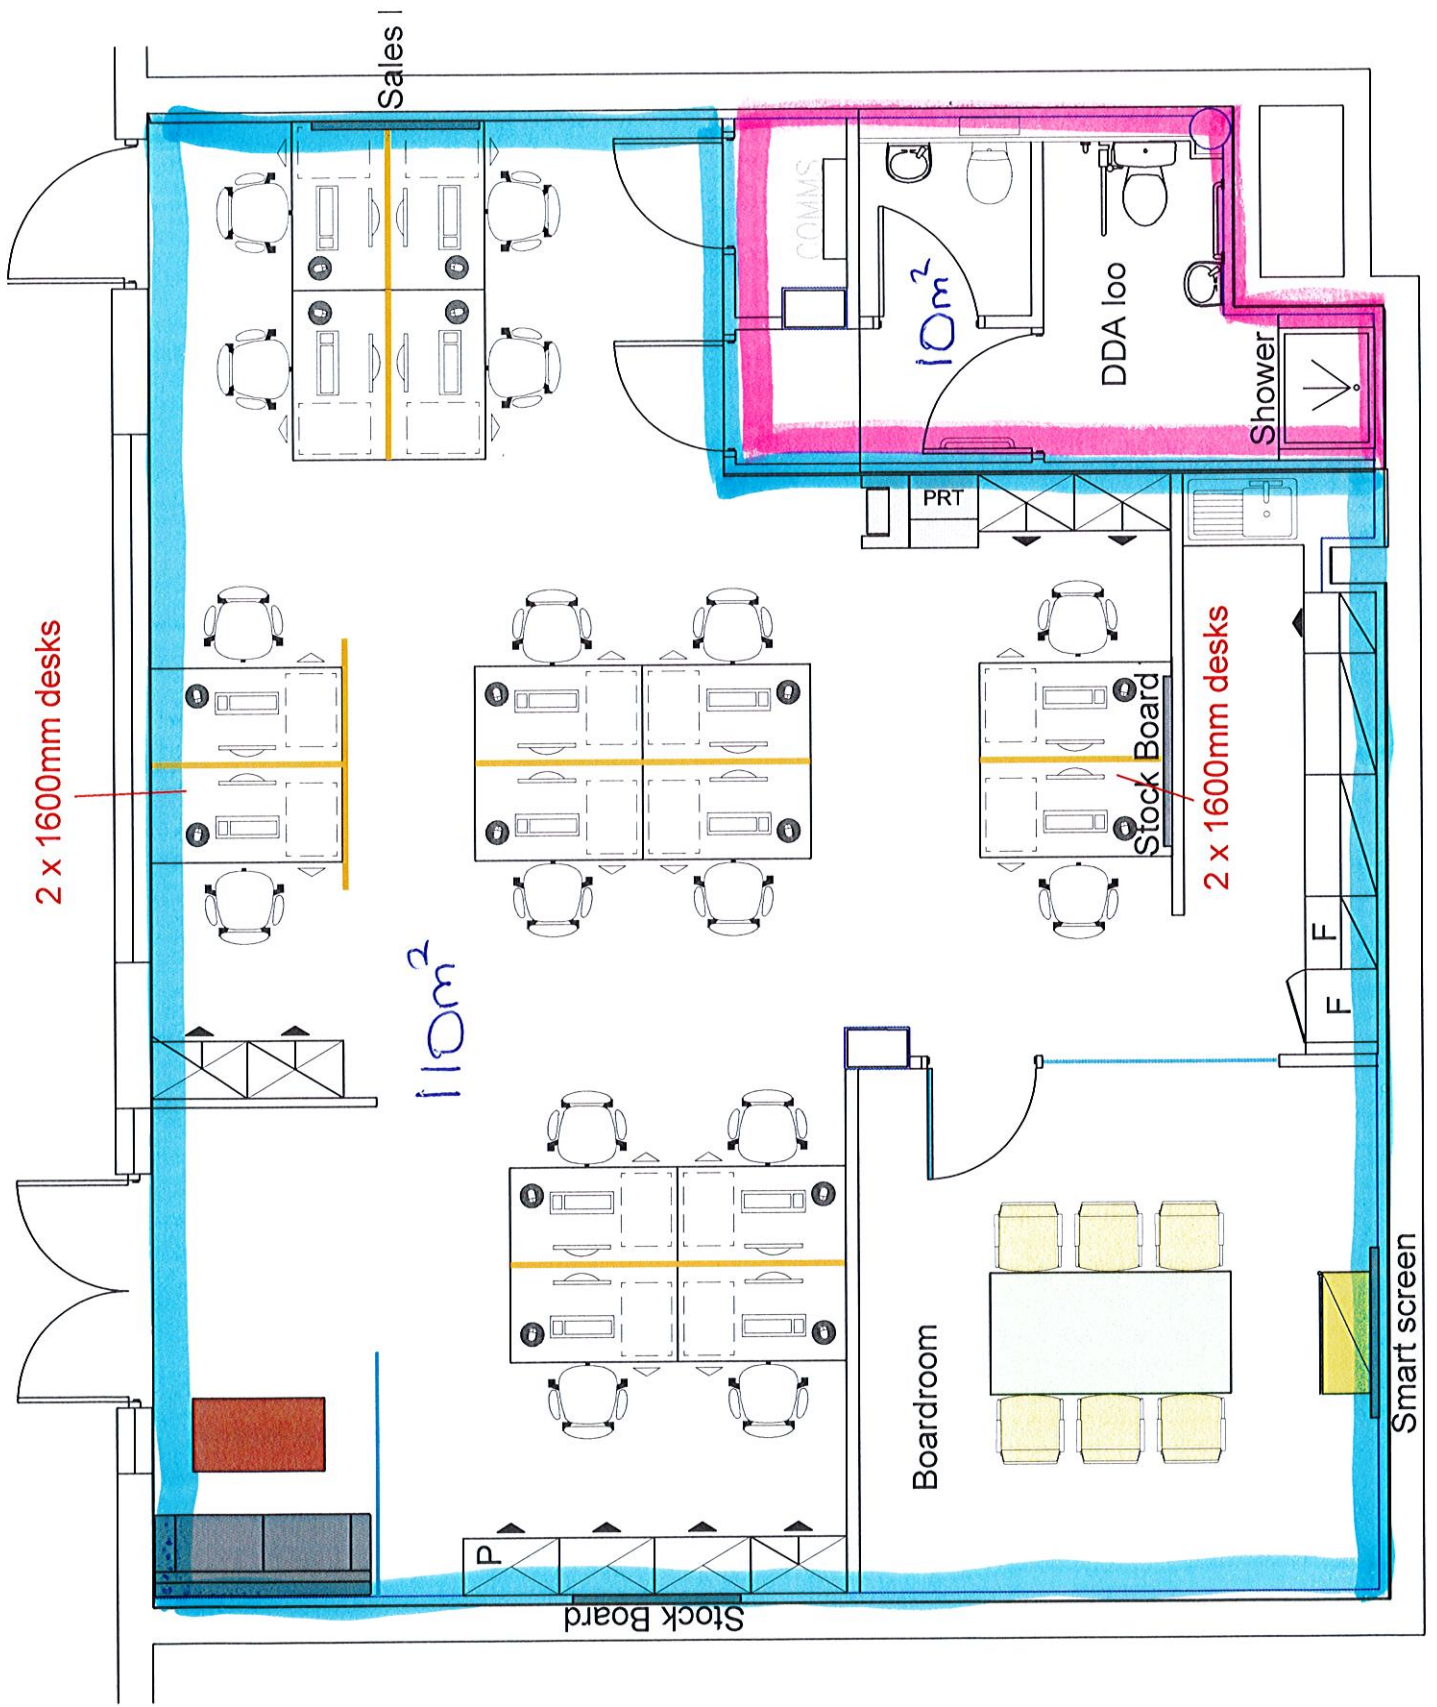 Sales
2 x 1600mm desks
COMMS
10m²
DDA loo
Shower
PRT
Stock Board
2 x 1600mm desks
110m²
F
F
Boardroom
Smart screen
P
Stock Board